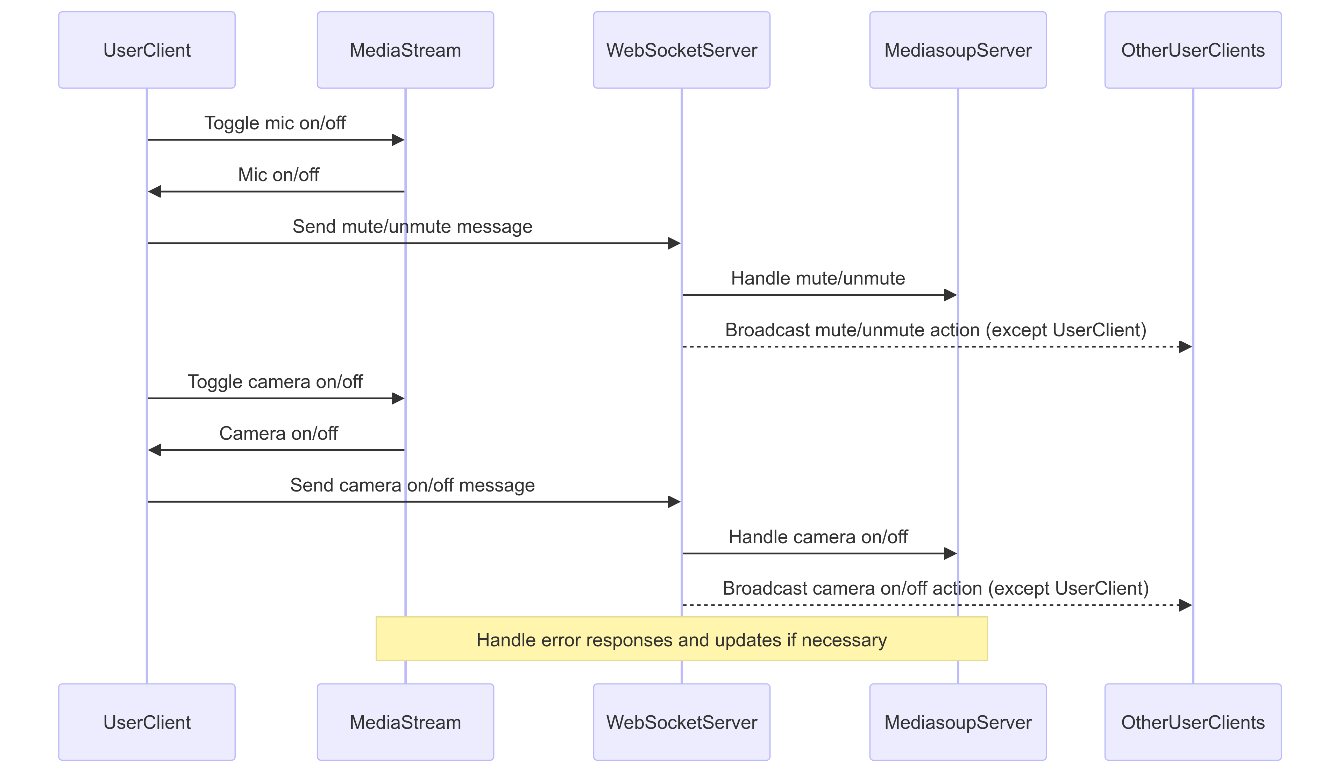 UserClient
MediaStream
WebSocketServer
MediasoupServer
OtherUserClients
Toggle mic on/off
Mic on/off
Send mute/unmute message
Handle mute/unmute
Broadcast mute/unmute action (except UserClient)
Toggle camera on/off
Camera on/off
Send camera on/off message
Handle camera on/off
Broadcast camera on/off action (except UserClient)
Handle error responses and updates if necessary
UserClient
MediaStream
WebSocketServer
MediasoupServer
OtherUserClients